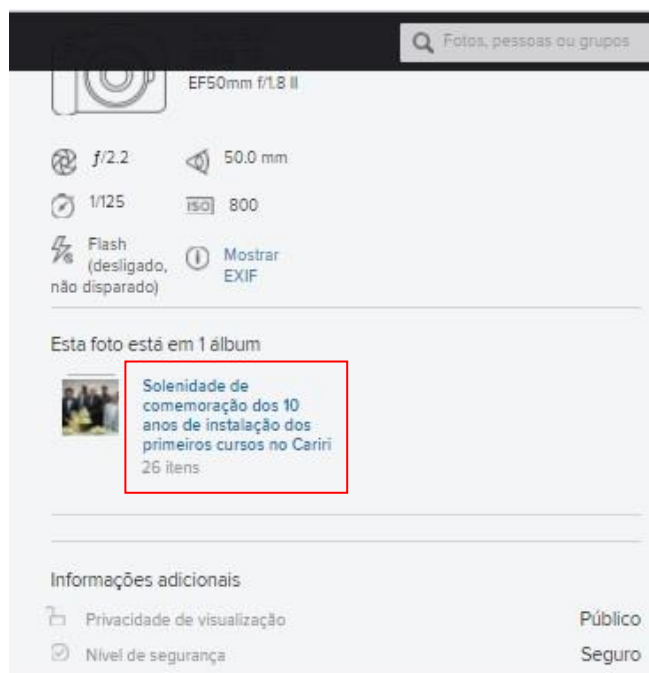 Fotos, pessoas ou grupos
EF50mm f/1.8 II
ƒ/2.2
50.0 mm
1/125
ISO 800
Flash
(desligado,
não disparado)
Mostrar
EXIF
Esta foto está em 1 álbum
Solenidade de
comemoração dos 10
anos de instalação dos
primeiros cursos no Cariri
26 itens
Informações adicionais
Privacidade de visualização Público
Nível de segurança Seguro